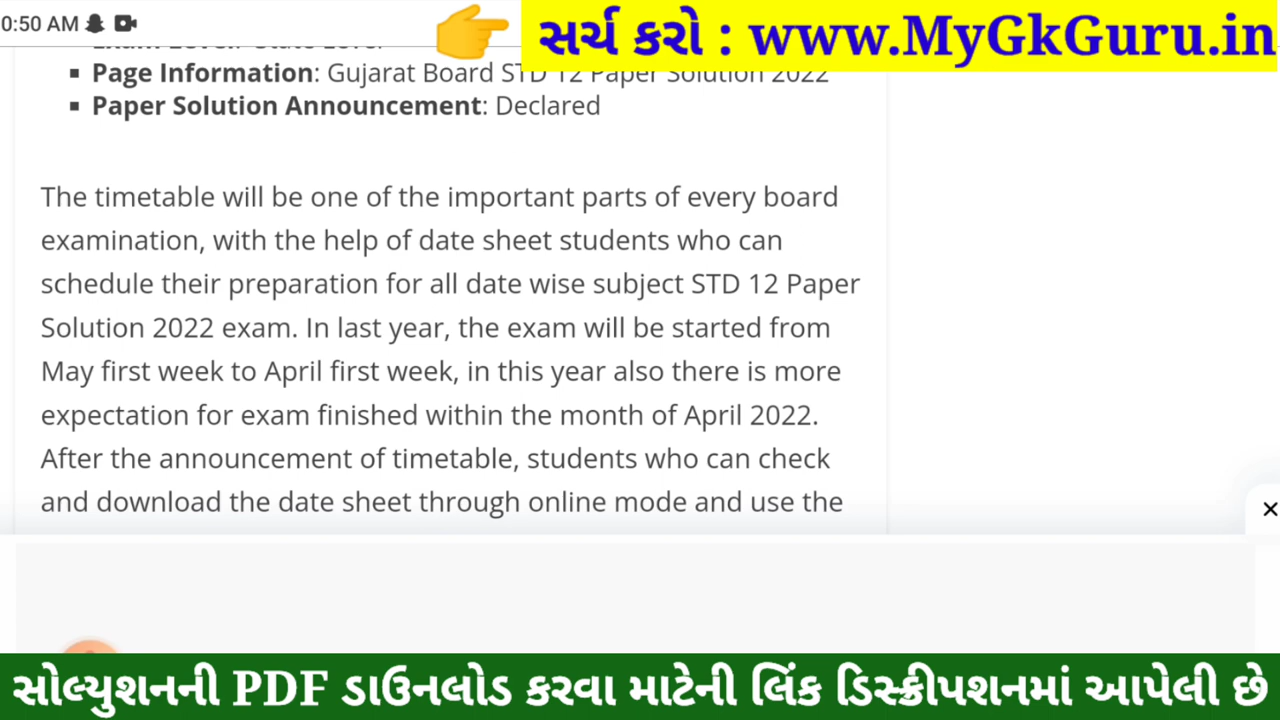 0:50 AM
સર્ચ કરો : www.MyGkGuru.in
Exam Level: State Level
Page Information: Gujarat Board STD 12 Paper Solution 2022
Paper Solution Announcement: Declared
The timetable will be one of the important parts of every board
examination, with the help of date sheet students who can
schedule their preparation for all date wise subject STD 12 Paper
Solution 2022 exam. In last year, the exam will be started from
May first week to April first week, in this year also there is more
expectation for exam finished within the month of April 2022.
After the announcement of timetable, students who can check
and download the date sheet through online mode and use the
સોલ્યુશનની PDF ડાઉનલોડ કરવા માટેની લિંક ડિસ્ક્રીપશનમાં આપેલી છે